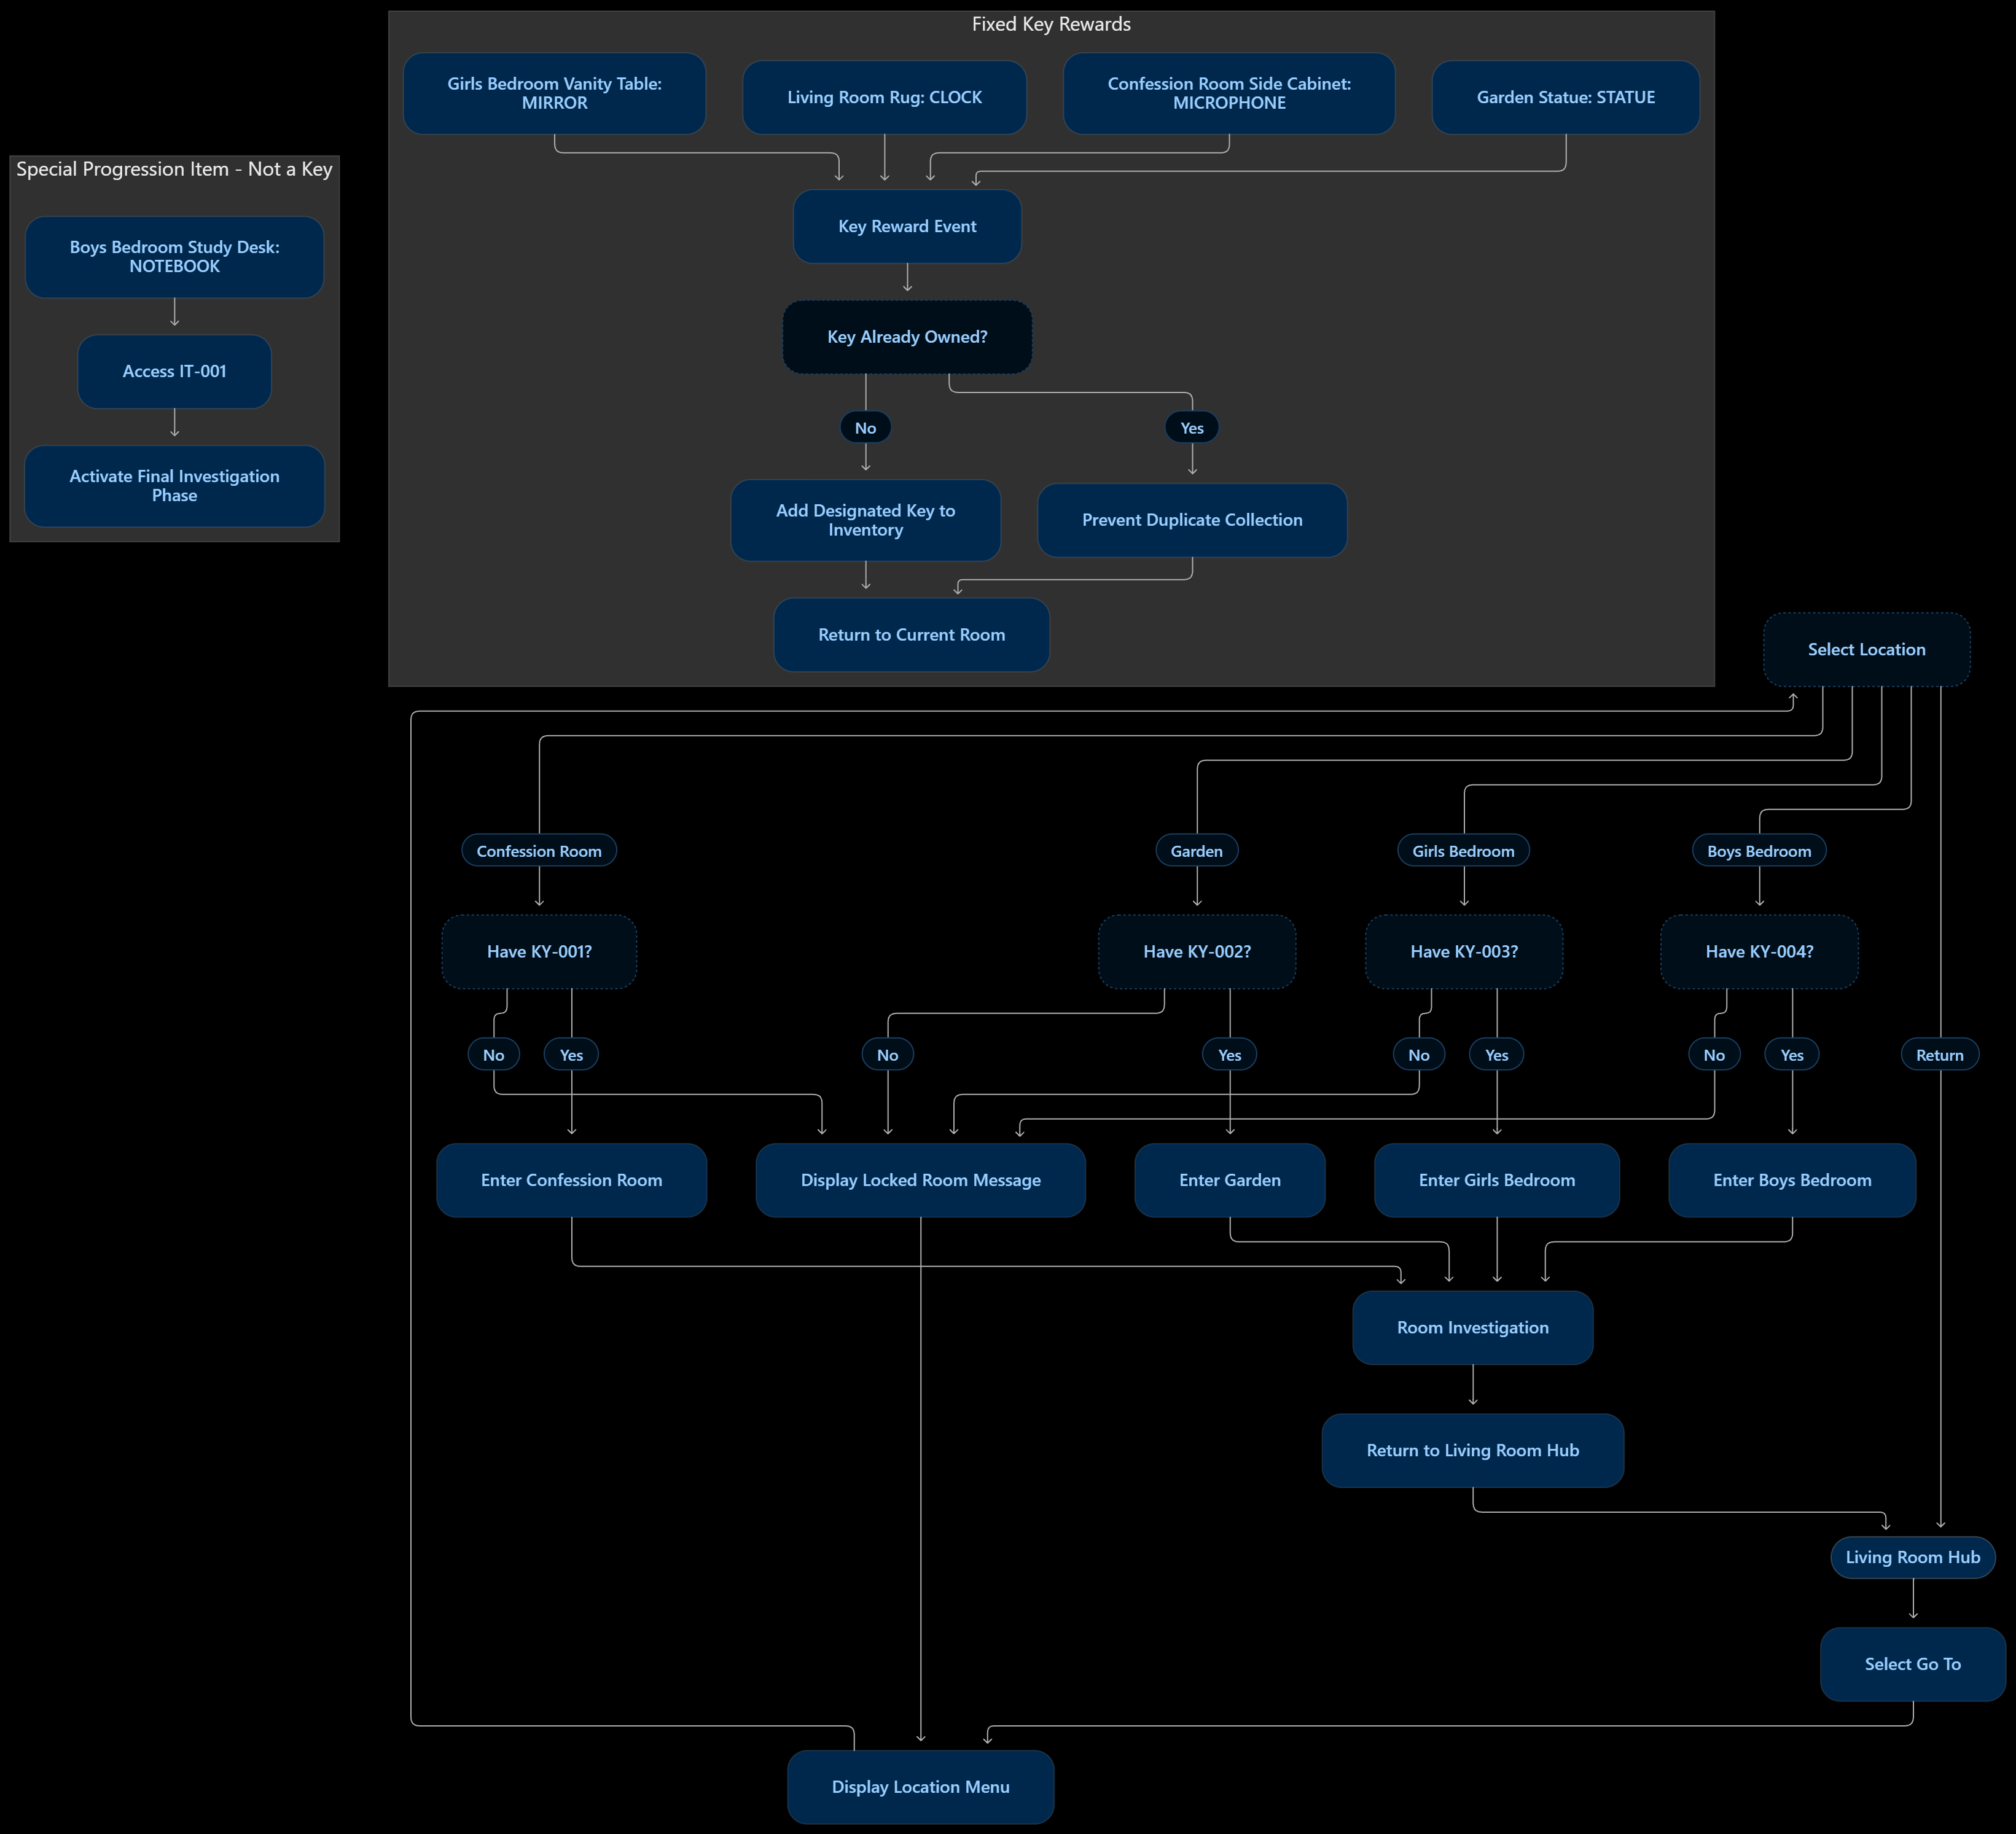 Fixed Key Rewards
Girls Bedroom Vanity Table:
MIRROR
Living Room Rug: CLOCK
Confession Room Side Cabinet:
MICROPHONE
Garden Statue: STATUE
Special Progression Item - Not a Key
Key Reward Event
Boys Bedroom Study Desk:
NOTEBOOK
Key Already Owned?
Access IT-001
No
Yes
Activate Final Investigation
Phase
Add Designated Key to
Inventory
Prevent Duplicate Collection
Return to Current Room
Select Location
Confession Room
Garden
Girls Bedroom
Boys Bedroom
Have KY-001?
Have KY-002?
Have KY-003?
Have KY-004?
No
Yes
No
Yes
No
Yes
No
Yes
Return
Enter Confession Room
Display Locked Room Message
Enter Garden
Enter Girls Bedroom
Enter Boys Bedroom
Room Investigation
Return to Living Room Hub
Living Room Hub
Select Go To
Display Location Menu